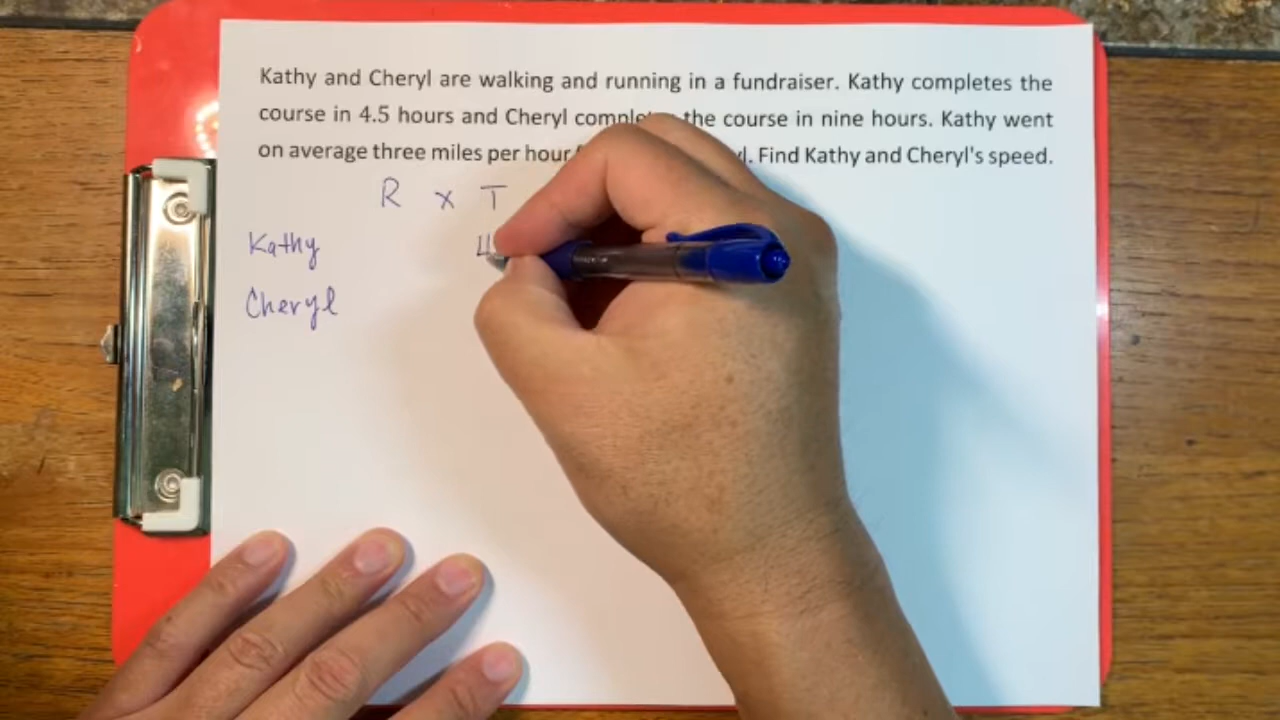 Kathy and Cheryl are walking and running in a fundraiser. Kathy completes the
course in 4.5 hours and Cheryl the course in nine hours. Kathy went
on average three miles per hour Find Kathy and Cheryl's speed.
R x T
Kathy 4
Cheryl